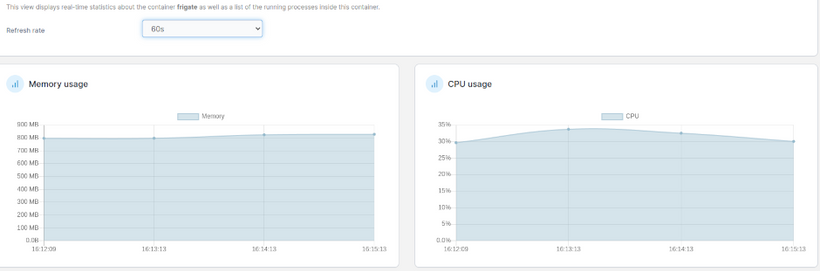 This view displays real-time statistics about the container frigate as well as a list of the running processes inside this container.
Refresh rate
60s
Memory usage
Memory
900 MB
800 MB
700 MB
600 MB
500 MB
400 MB
300 MB
200 MB
100 MB
0.0B
16:12:09
16:13:13
16:14:13
16:15:13
CPU usage
CPU
35%
30%
25%
20%
15%
10%
5%
0.0%
16:12:09
16:13:13
16:14:13
16:15:13